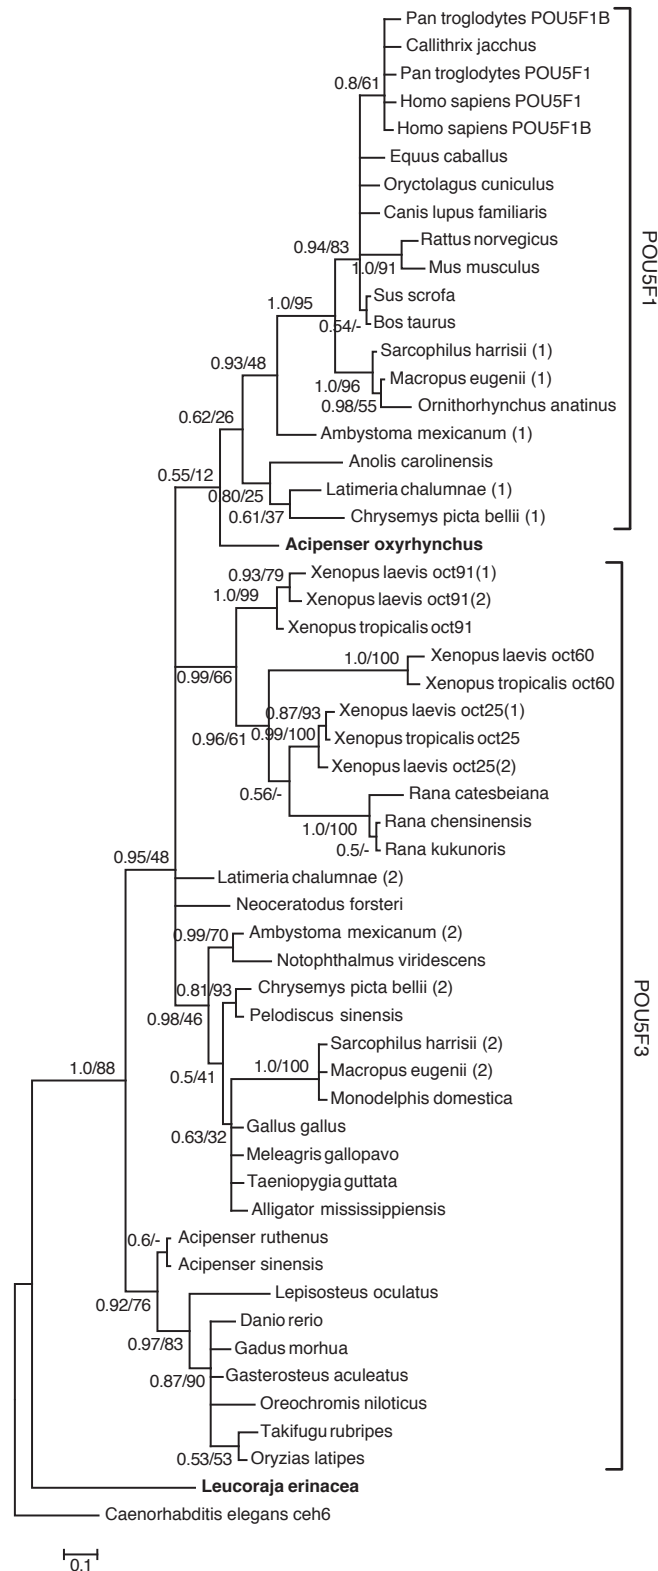 Pan troglodytes POU5F1B
Callithrix jacchus
0.8/61
Pan troglodytes POU5F1
Homo sapiens POU5F1
Homo sapiens POU5F1B
Equus caballus
Oryctolagus cuniculus
Canis lupus familiaris
POU5F1
0.94/83
Rattus norvegicus
1.0/91
Mus musculus
Sus scrofa
1.0/95
0.54/-
Bos taurus
Sarcophilus harrisii (1)
0.93/48
1.0/96
Macropus eugenii (1)
0.98/55
Ornithorhynchus anatinus
0.62/26
Ambystoma mexicanum (1)
Anolis carolinensis
0.55/12
0.80/25
Latimeria chalumnae (1)
0.61/37
Chrysemys picta bellii (1)
Acipenser oxyrhynchus
0.93/79
Xenopus laevis oct91(1)
1.0/99
Xenopus laevis oct91(2)
Xenopus tropicalis oct91
1.0/100
Xenopus laevis oct60
0.99/66
Xenopus tropicalis oct60
0.87/93
Xenopus laevis oct25(1)
0.96/61
0.99/100
Xenopus tropicalis oct25
Xenopus laevis oct25(2)
0.56/-
Rana catesbeiana
1.0/100
Rana chensinensis
0.5/-
Rana kukunoris
0.95/48
Latimeria chalumnae (2)
Neoceratodus forsteri
0.99/70
Ambystoma mexicanum (2)
Notophthalmus viridescens
0.81/93
Chrysemys picta bellii (2)
0.98/46
Pelodiscus sinensis
POU5F3
Sarcophilus harrisii (2)
1.0/88
0.5/41
1.0/100
Macropus eugenii (2)
Monodelphis domestica
0.63/32
Gallus gallus
Meleagris gallopavo
Taeniopygia guttata
Alligator mississippiensis
0.6/-
Acipenser ruthenus
Acipenser sinensis
0.92/76
Lepisosteus oculatus
Danio rerio
0.97/83
Gadus morhua
0.87/90
Gasterosteus aculeatus
Oreochromis niloticus
Takifugu rubripes
0.53/53
Oryzias latipes
Leucoraja erinacea
Caenorhabditis elegans ceh6
0.1